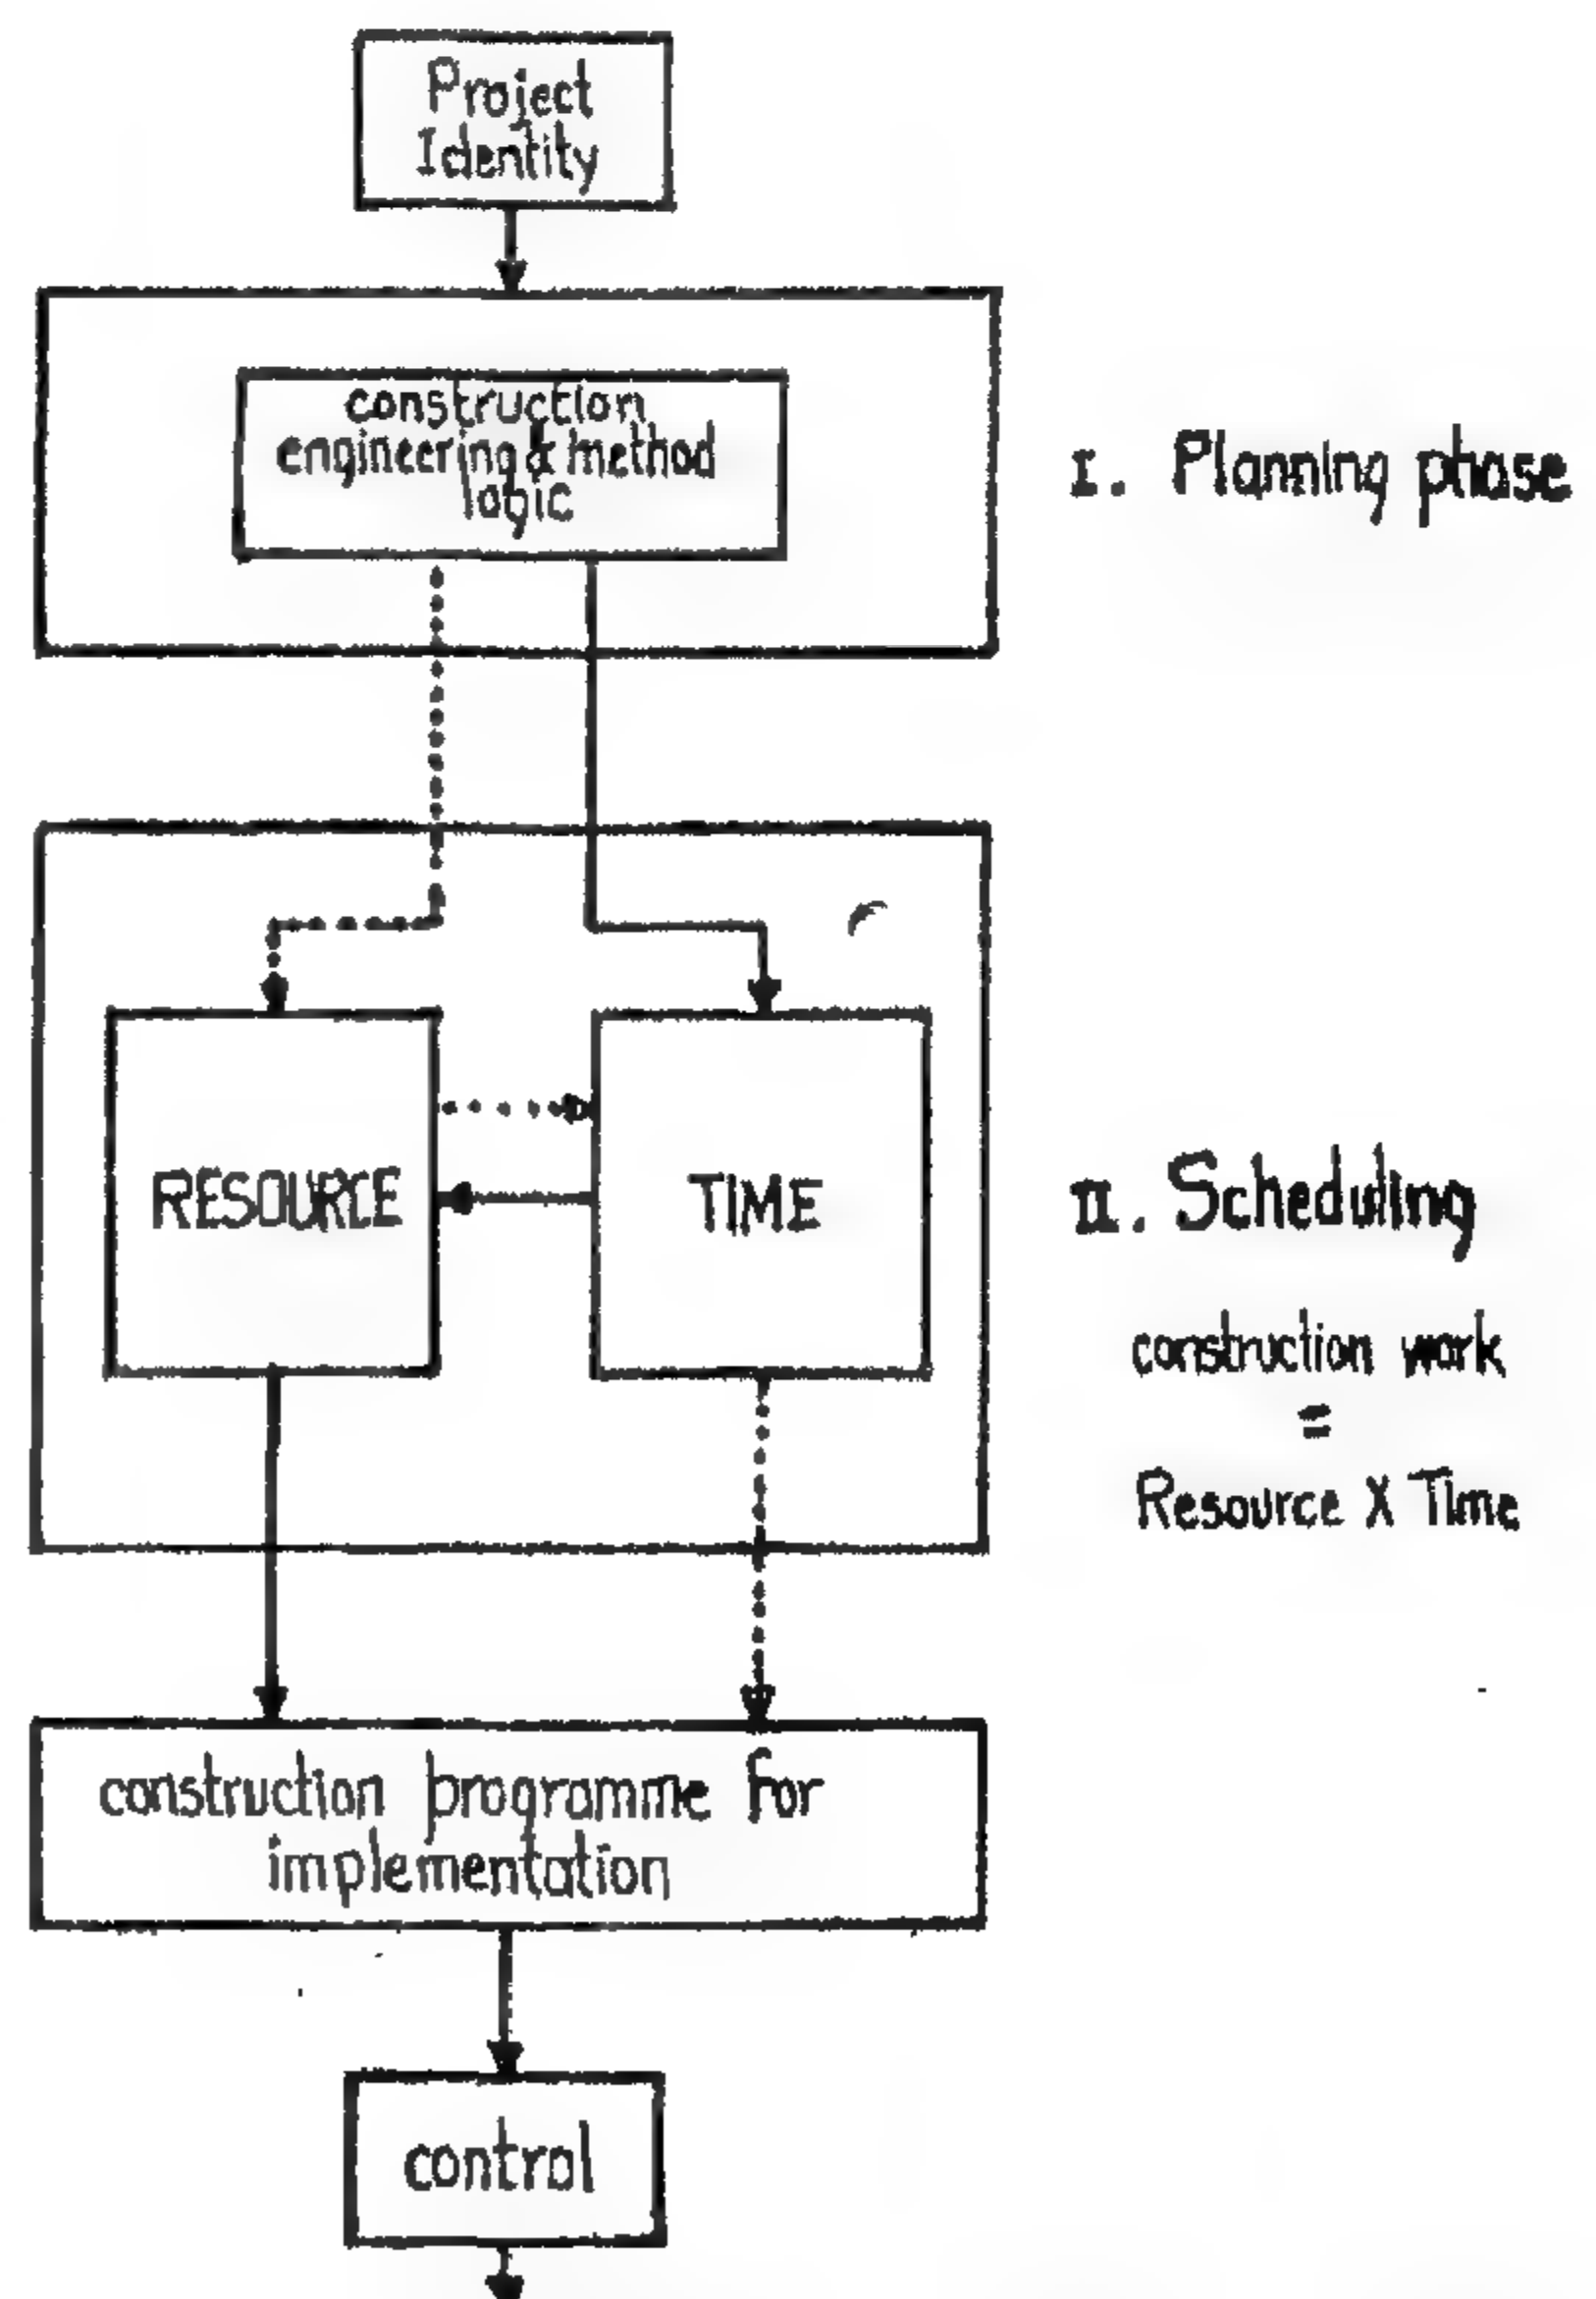 Project
Identity
construction
engineering & method
logic
I. Planning phase
RESOURCE
TIME
II. Scheduling
construction work
=
Resource X Time
construction programme for
implementation
control